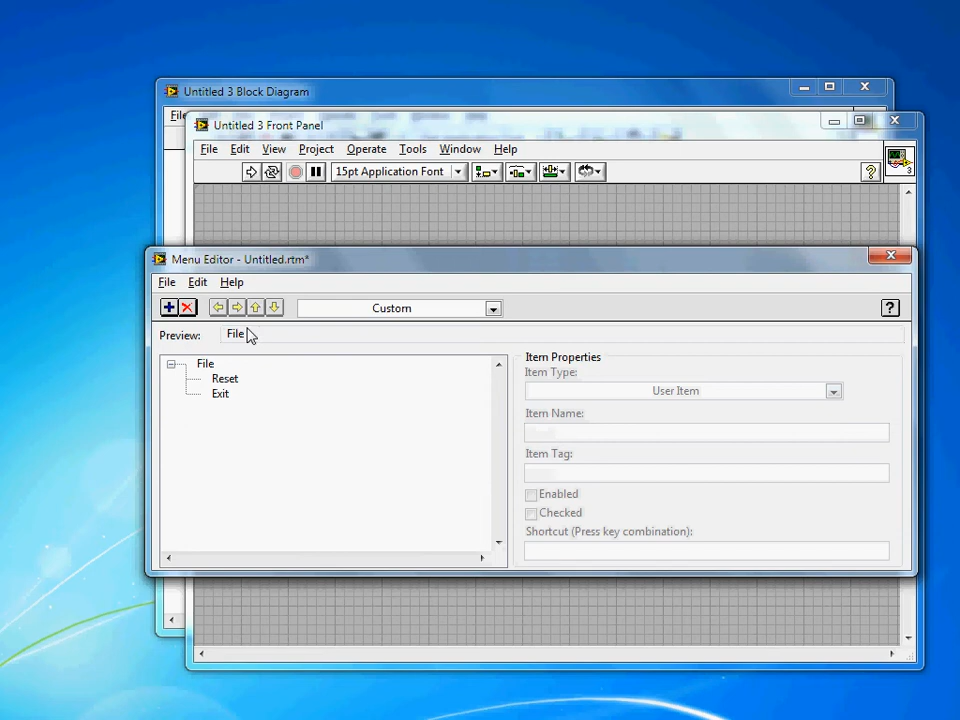 Untitled 3 Block Diagram
File
Untitled 3 Front Panel
File Edit View Project Operate Tools Window Help
15pt Application Font
?
3
Menu Editor - Untitled.rtm*
File Edit Help
Custom
?
Preview: File
File
Reset
Exit
Item Properties
Item Type:
User Item
Item Name:
Item Tag:
Enabled
Checked
Shortcut (Press key combination):